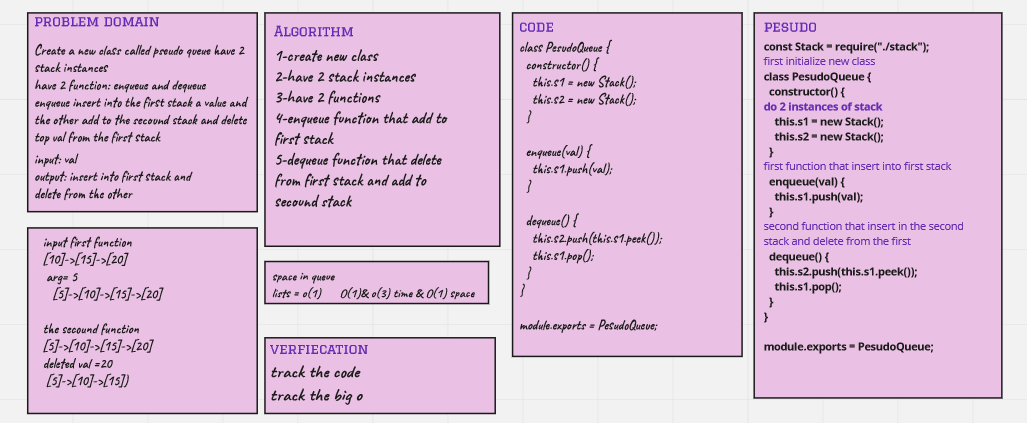 PROBLEM DOMAIN
Create a new class called pseudo queue have 2
stack instances
have 2 function: enqueue and dequeue
enqueue insert into the first stack a value and
the other add to the secound stack and delete
top val from the first stack
input: val
output: insert into first stack and
delete from the other
input first function
[10]->[15]->[20]
arg= 5
[5]->[10]->[15]->[20]
the secound function
[5]->[10]->[15]->[20]
deleted val =20
[5]->[10]->[15])
ALGORITHM
1-create new class
2-have 2 stack instances
3-have 2 functions
4-enqueue function that add to
first stack
5-dequeue function that delete
from first stack and add to
secound stack
space in queue
lists = o(1) O(1)& o(3) time & O(1) space
VERFIECATION
track the code
track the big o
CODE
class PesudoQueue {
constructor() {
this.s1 = new Stack();
this.s2 = new Stack();
}
enqueue(val) {
this.s1.push(val);
}
dequeue() {
this.s2.push(this.s1.peek());
this.s1.pop();
}
}
module.exports = PesudoQueue;
PESUDO
const Stack = require("./stack");
first initialize new class
class PesudoQueue {
constructor() {
do 2 instances of stack
this.s1 = new Stack();
this.s2 = new Stack();
}
first function that insert into first stack
enqueue(val) {
this.s1.push(val);
}
second function that insert in the second
stack and delete from the first
dequeue() {
this.s2.push(this.s1.peek());
this.s1.pop();
}
}
module.exports = PesudoQueue;